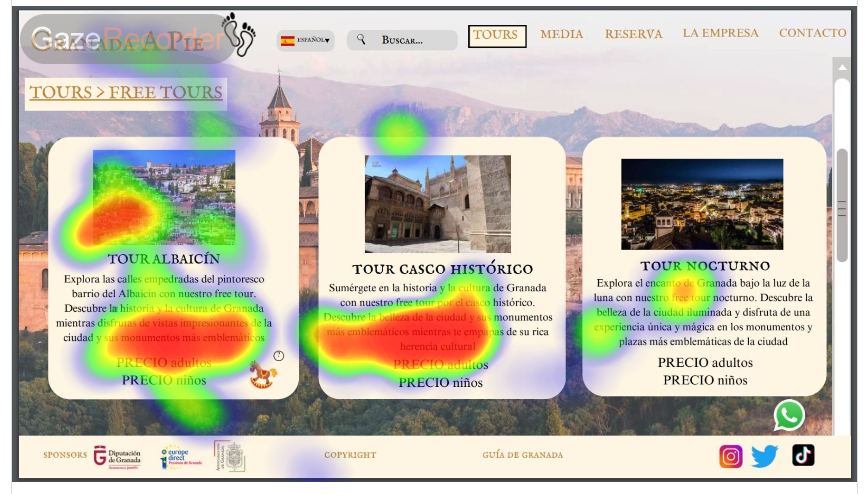 GazeRecorder
GRANADA A PIE
ESPAÑOL
BUSCAR...
TOURS
MEDIA
RESERVA
LA EMPRESA
CONTACTO
TOURS > FREE TOURS
TOUR ALBAICÍN
Explora las calles empedradas del pintoresco
barrio del Albaicin con nuestro free tour.
Descubre la historia y la cultura de Granada
mientras disfrutas de vistas impresionantes de la
ciudad y sus monumentos más emblemáticos
PRECIO adultos
PRECIO niños
?
TOUR CASCO HISTÓRICO
Sumérgete en la historia y la cultura de Granada
con nuestro free tour por el casco histórico.
Descubre la belleza de la ciudad y sus monumentos
más emblemáticos mientras te empapas de su rica
herencia cultural
PRECIO adultos
PRECIO niños
TOUR NOCTURNO
Explora el encanto de Granada bajo la luz de la
luna con nuestro free tour nocturno. Descubre la
belleza de la ciudad iluminada y disfruta de una
experiencia única y mágica en los monumentos y
plazas más emblemáticas de la ciudad
PRECIO adultos
PRECIO niños
SPONSORS
Diputación
de Granada
europe
direct
Provincia de Granada
COPYRIGHT
GUÍA DE GRANADA